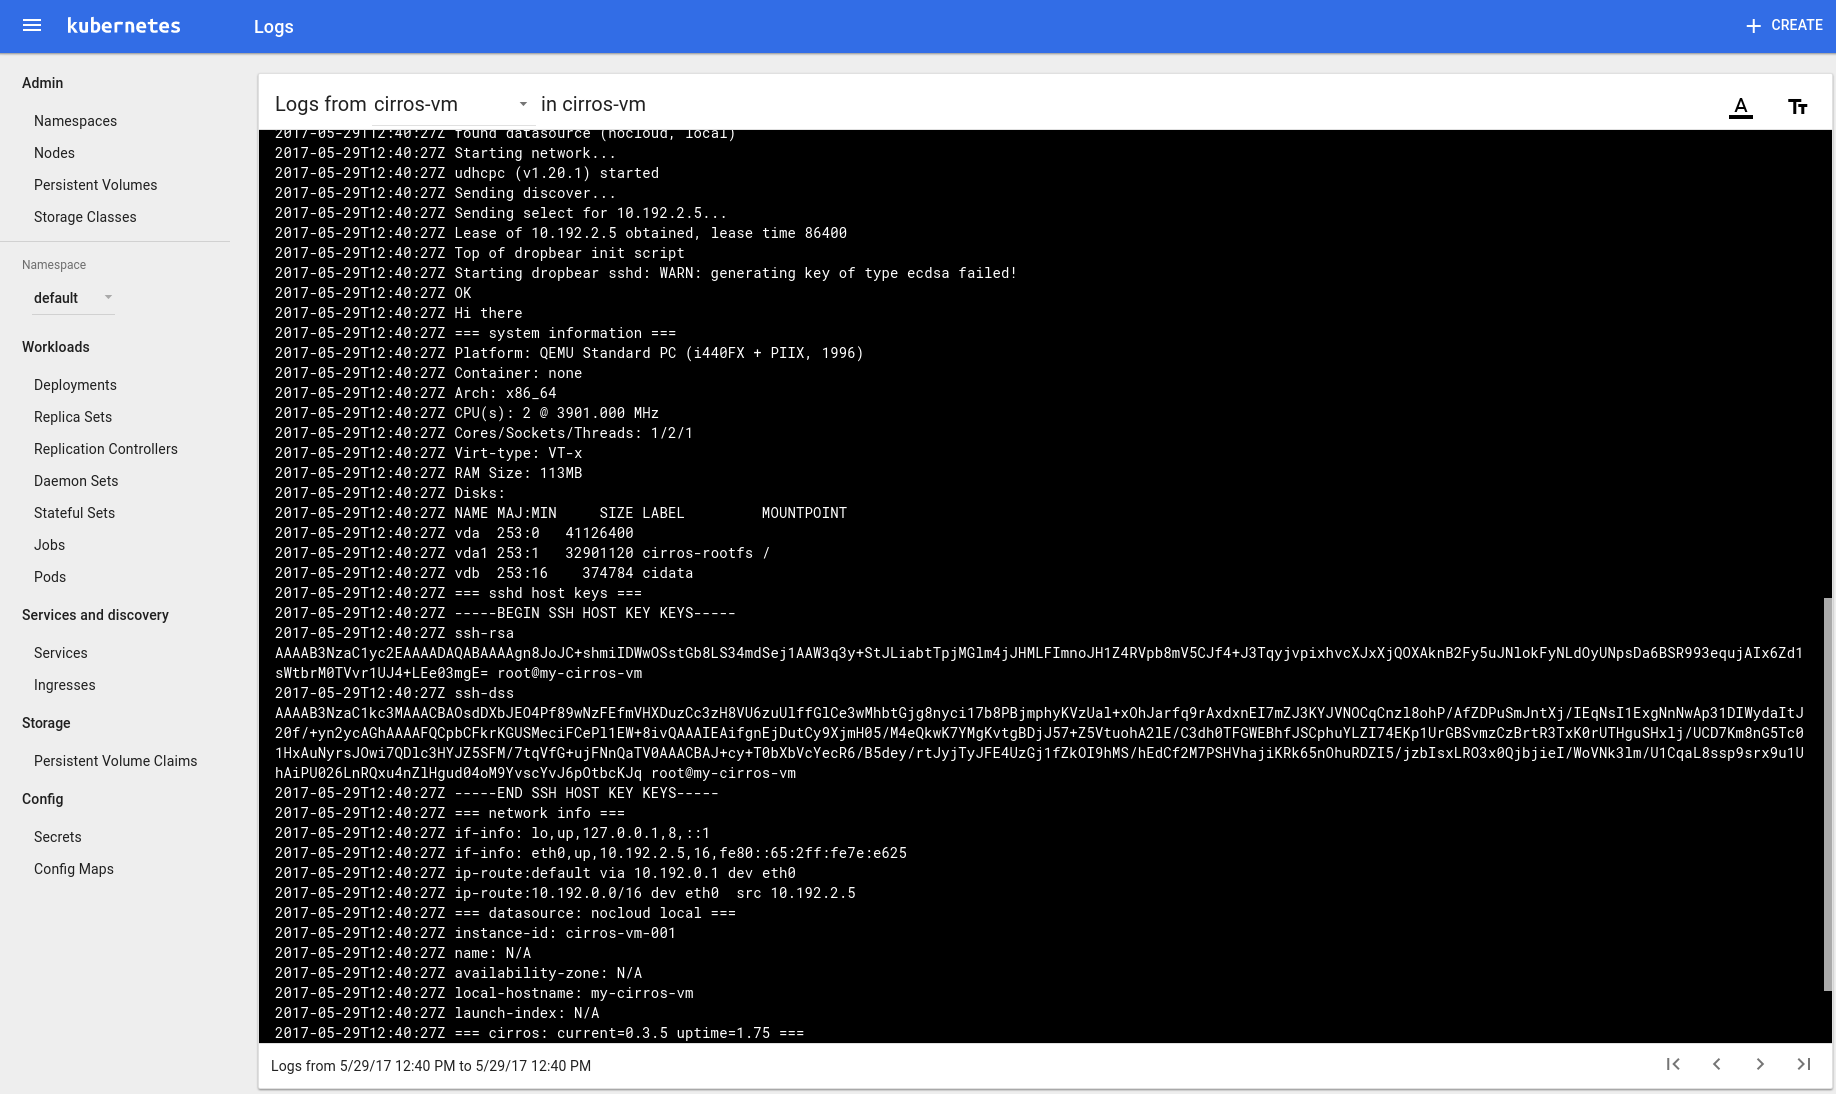 kubernetes
Logs
CREATE
Admin
Namespaces
Nodes
Persistent Volumes
Storage Classes
Namespace
default
Workloads
Deployments
Replica Sets
Replication Controllers
Daemon Sets
Stateful Sets
Jobs
Pods
Services and discovery
Services
Ingresses
Storage
Persistent Volume Claims
Config
Secrets
Config Maps
Logs from cirros-vm in cirros-vm
2017-05-29T12:40:27Z found datasource (nocloud, local)
2017-05-29T12:40:27Z Starting network...
2017-05-29T12:40:27Z udhcpc (v1.20.1) started
2017-05-29T12:40:27Z Sending discover...
2017-05-29T12:40:27Z Sending select for 10.192.2.5...
2017-05-29T12:40:27Z Lease of 10.192.2.5 obtained, lease time 86400
2017-05-29T12:40:27Z Top of dropbear init script
2017-05-29T12:40:27Z Starting dropbear sshd: WARN: generating key of type ecdsa failed!
2017-05-29T12:40:27Z OK
2017-05-29T12:40:27Z Hi there
2017-05-29T12:40:27Z === system information ===
2017-05-29T12:40:27Z Platform: QEMU Standard PC (i440FX + PIIX, 1996)
2017-05-29T12:40:27Z Container: none
2017-05-29T12:40:27Z Arch: x86_64
2017-05-29T12:40:27Z CPU(s): 2 @ 3901.000 MHz
2017-05-29T12:40:27Z Cores/Sockets/Threads: 1/2/1
2017-05-29T12:40:27Z Virt-type: VT-x
2017-05-29T12:40:27Z RAM Size: 113MB
2017-05-29T12:40:27Z Disks:
2017-05-29T12:40:27Z NAME MAJ:MIN     SIZE LABEL         MOUNTPOINT
2017-05-29T12:40:27Z vda  253:0   41126400
2017-05-29T12:40:27Z vda1 253:1   32901120 cirros-rootfs /
2017-05-29T12:40:27Z vdb  253:16    374784 cidata
2017-05-29T12:40:27Z === sshd host keys ===
2017-05-29T12:40:27Z -----BEGIN SSH HOST KEY KEYS-----
2017-05-29T12:40:27Z ssh-rsa
AAAAB3NzaC1yc2EAAAADAQABAAAAgn8JoJC+shmiIDWwOSstGb8LS34mdSej1AAW3q3y+StJLiabtTpjMGlm4jJHMLFImnoJH1Z4RVpb8mV5CJf4+J3TqyjvpixhvcXJxXjQOXAknB2Fy5uJNlokFyNLdOyUNpsDa6BSR993equjAIx6Zd1
sWtbrM0TVvr1UJ4+LEe03mgE= root@my-cirros-vm
2017-05-29T12:40:27Z ssh-dss
AAAAB3NzaC1kc3MAAACBAOsdDXbJEO4Pf89wNzFEfmVHXDuzCc3zH8VU6zuUlffGlCe3wMhbtGjg8nyci17b8PBjmphyKVzUal+xOhJarfq9rAxdxnEI7mZJ3KYJVNOCqCnzl8ohP/AfZDPuSmJntXj/IEqNsI1ExgNnNwAp31DIWydaItJ
20f/+yn2ycAGhAAAAFQCpbCFkrKGUSMeciFCePl1EW+8ivQAAAIEAifgnEjDutCy9XjmH05/M4eQkwK7YMgKvtgBDjJ57+Z5VtuohA2lE/C3dh0TFGWEBhfJSCphuYLZI74EKp1UrGBSvmzCzBrtR3TxK0rUTHguSHxlj/UCD7Km8nG5Tc0
1HxAuNyrsJOwi7QDlc3HYJZ5SFM/7tqVfG+ujFNnQaTV0AAACBAJ+cy+T0bXbVcYecR6/B5dey/rtJyjTyJFE4UzGj1fZkOI9hMS/hEdCf2M7PSHVhajiKRk65nOhuRDZI5/jzbIsxLRO3x0QjbjieI/WoVNk3lm/U1CqaL8ssp9srx9u1U
hAiPU026LnRQxu4nZlHgud04oM9YvscYvJ6pOtbcKJq root@my-cirros-vm
2017-05-29T12:40:27Z -----END SSH HOST KEY KEYS-----
2017-05-29T12:40:27Z === network info ===
2017-05-29T12:40:27Z if-info: lo,up,127.0.0.1,8,::1
2017-05-29T12:40:27Z if-info: eth0,up,10.192.2.5,16,fe80::65:2ff:fe7e:e625
2017-05-29T12:40:27Z ip-route:default via 10.192.0.1 dev eth0
2017-05-29T12:40:27Z ip-route:10.192.0.0/16 dev eth0  src 10.192.2.5
2017-05-29T12:40:27Z === datasource: nocloud local ===
2017-05-29T12:40:27Z instance-id: cirros-vm-001
2017-05-29T12:40:27Z name: N/A
2017-05-29T12:40:27Z availability-zone: N/A
2017-05-29T12:40:27Z local-hostname: my-cirros-vm
2017-05-29T12:40:27Z launch-index: N/A
2017-05-29T12:40:27Z === cirros: current=0.3.5 uptime=1.75 ===
Logs from 5/29/17 12:40 PM to 5/29/17 12:40 PM